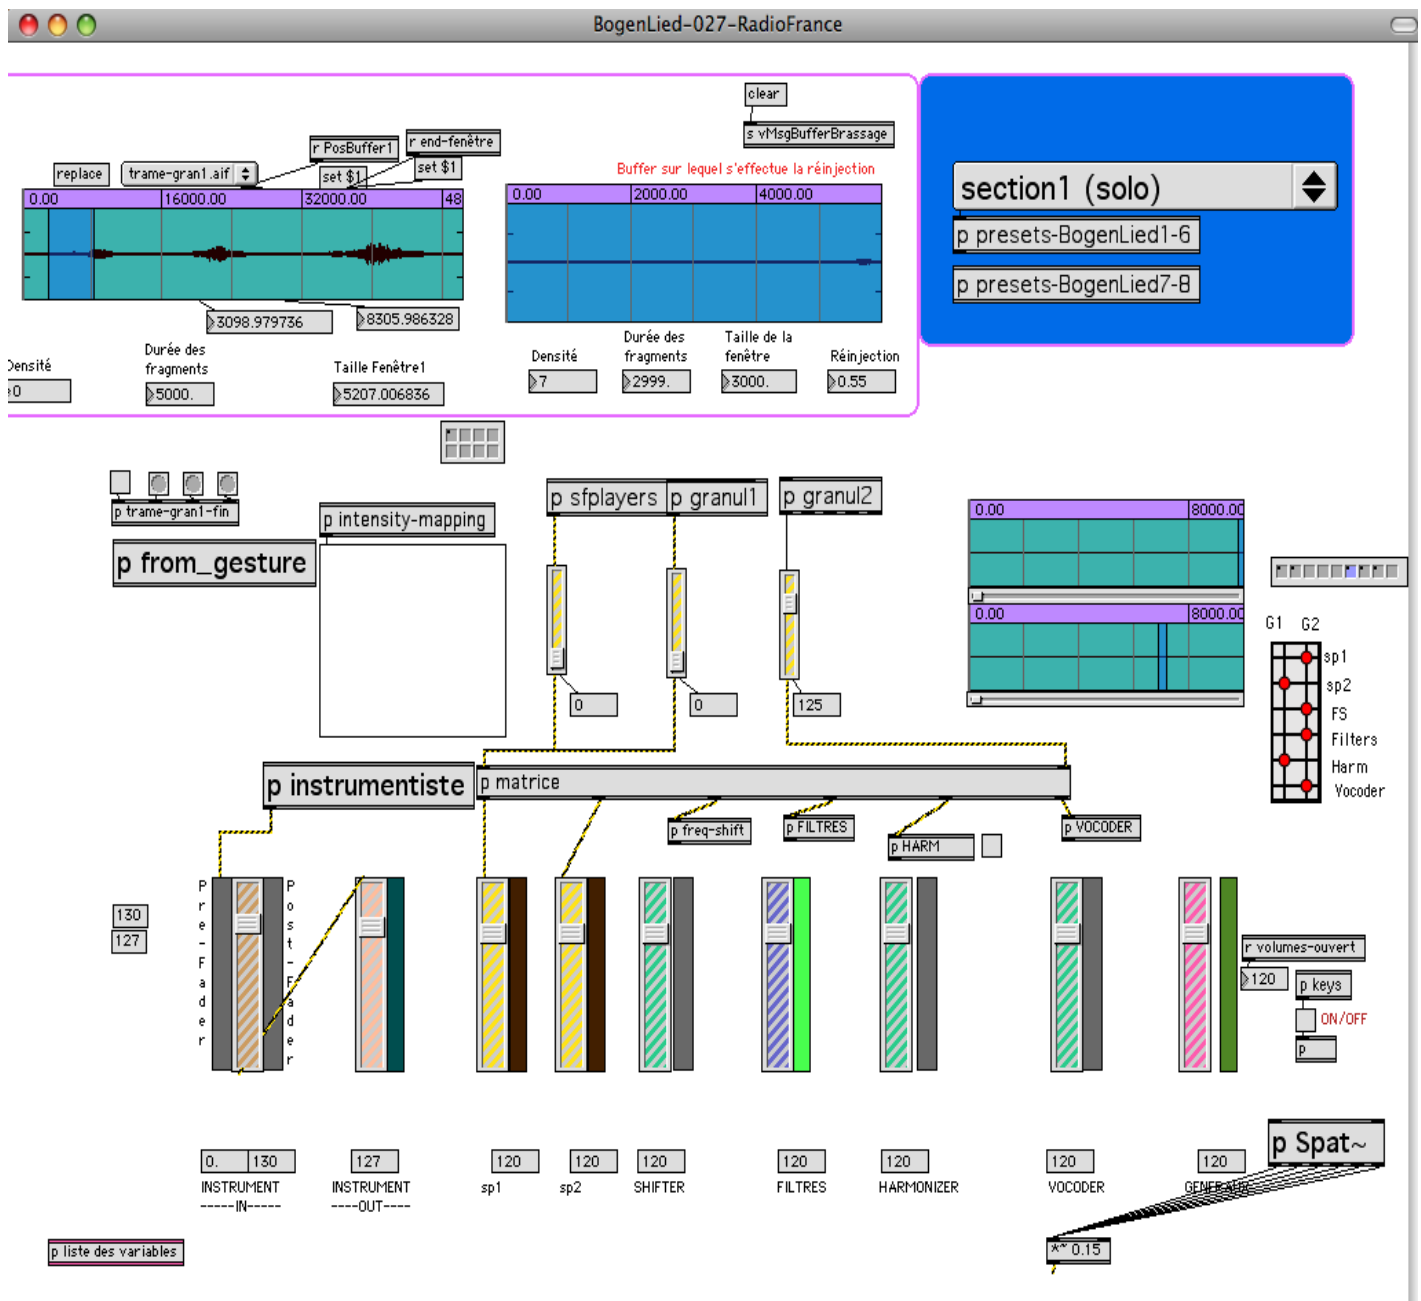 BogenLied-027-RadioFrance
clear
s vMsgBufferBrassage
r PosBuffer1
r end-fenêtre
replace
trame-gran1.aif
set $1
set $1
Buffer sur lequel s'effectue la réinjection
0.00 16000.00 32000.00 48
0.00 2000.00 4000.00
section1 (solo)
p presets-BogenLied1-6
p presets-BogenLied7-8
3098.979736
8305.986328
Densité
0
Durée des
fragments
5000.
Taille Fenêtre1
5207.006836
Densité
7
Durée des
fragments
2999.
Taille de la
fenêtre
3000.
Réinjection
0.55
p trame-gran1-fin
p from_gesture
p intensity-mapping
p sfplayers
p granul1
p granul2
0
0
125
0.00 8000.00
0.00 8000.00
G1 G2
sp1
sp2
FS
Filters
Harm
Vocoder
p instrumentiste
p matrice
p freq-shift
p FILTRES
p HARM
p VOCODER
130
127
Pre-Fader
Post-Fader
r volumes-ouvert
120
p keys
ON/OFF
p
p Spat~
0. 130
INSTRUMENT
-----IN-----
127
INSTRUMENT
----OUT----
120
sp1
120
sp2
120
SHIFTER
120
FILTRES
120
HARMONIZER
120
VOCODER
120
GENERAUX
*~ 0.15
p liste des variables